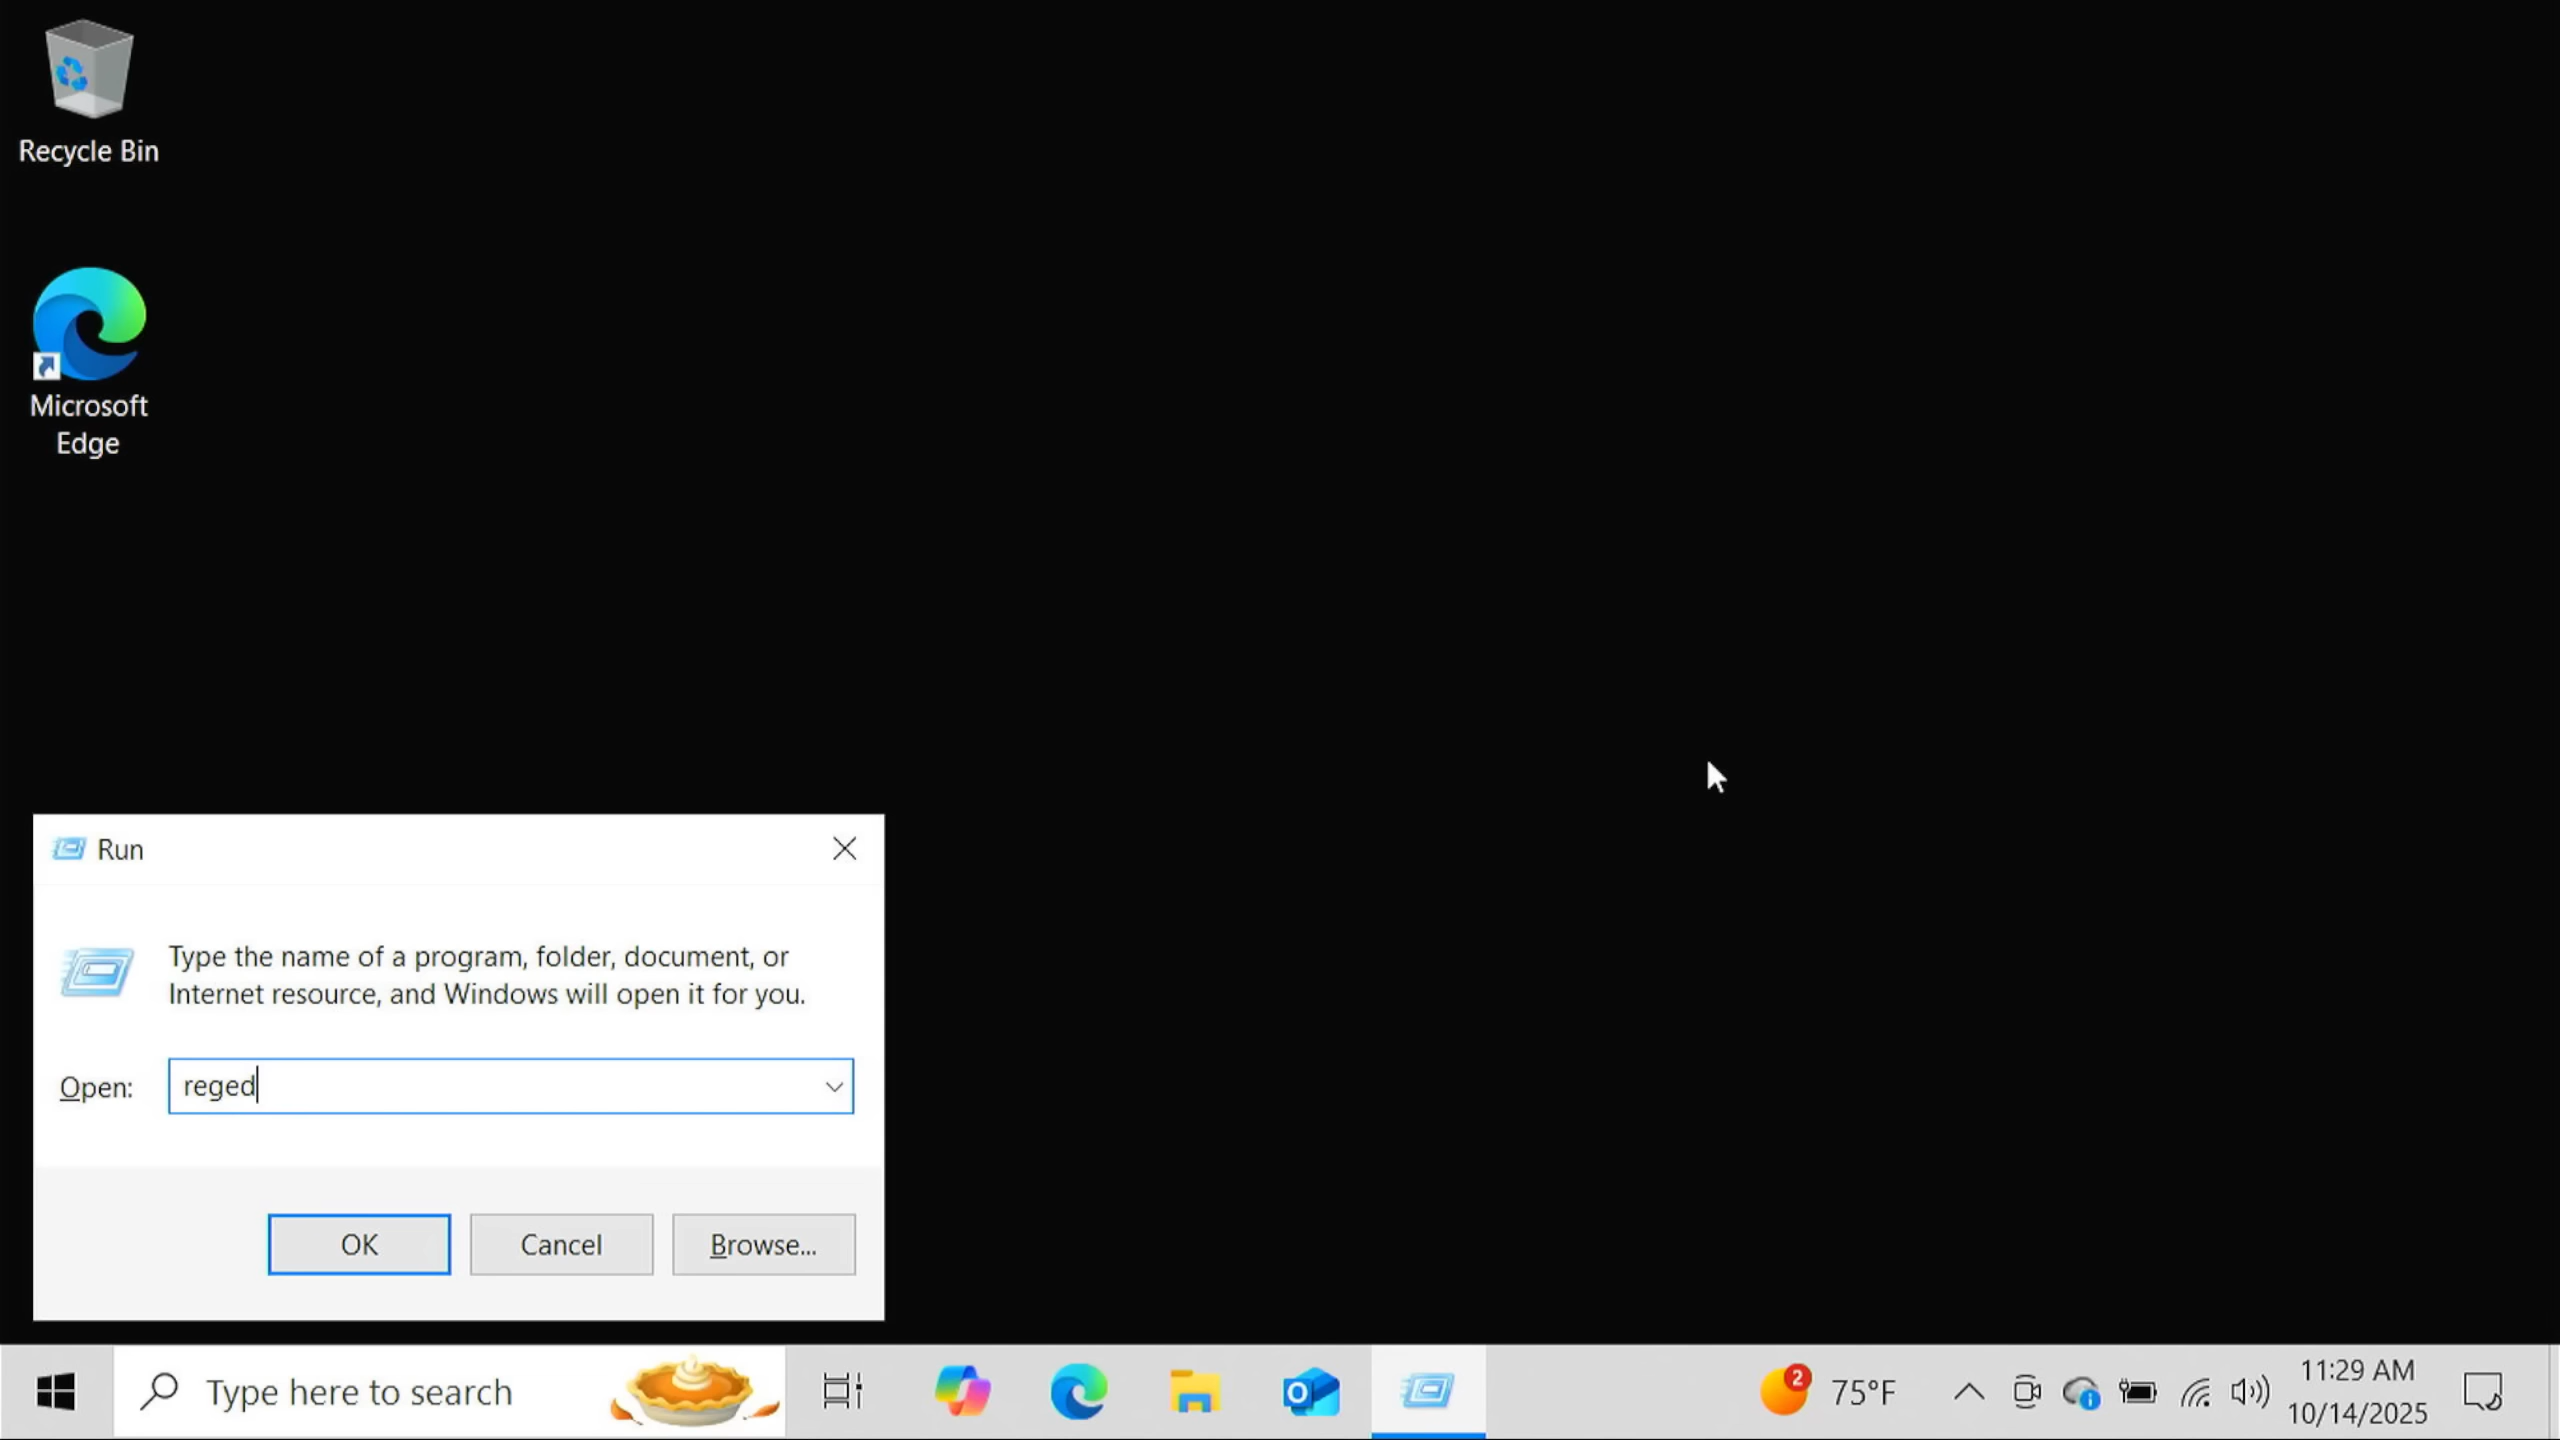 Recycle Bin
Microsoft
Edge
Run
Type the name of a program, folder, document, or
Internet resource, and Windows will open it for you.
Open: reged
OK Cancel Browse...
Type here to search
2
75°F
11:29 AM
10/14/2025